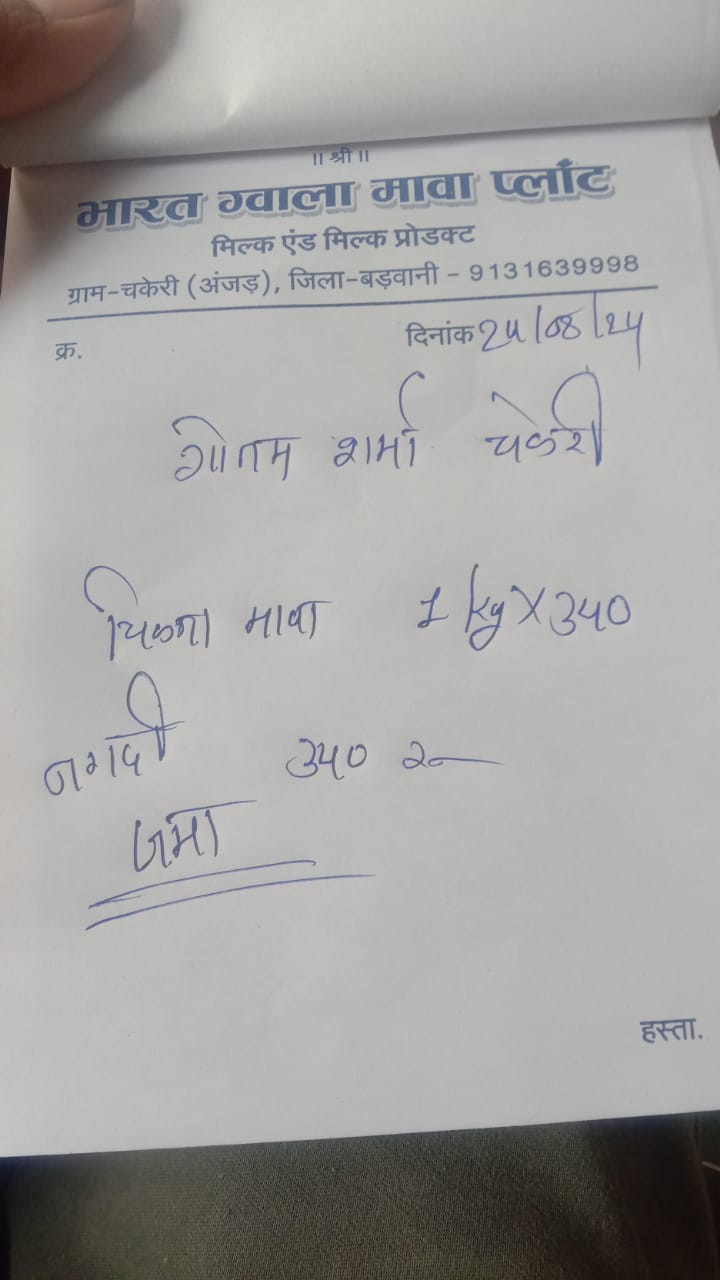 ॥ श्री ॥
भारत ग्वाला मावा प्लाँट
मिल्क एंड मिल्क प्रोडक्ट
ग्राम-चकेरी (अंजड़), जिला-बड़वानी - 9131639998
क्र. दिनांक 24/08/24
गोतम शर्मा चकेरी
चिकना मावा 1 kg X 340
नगदी 340 रु
जमा
हस्ता.